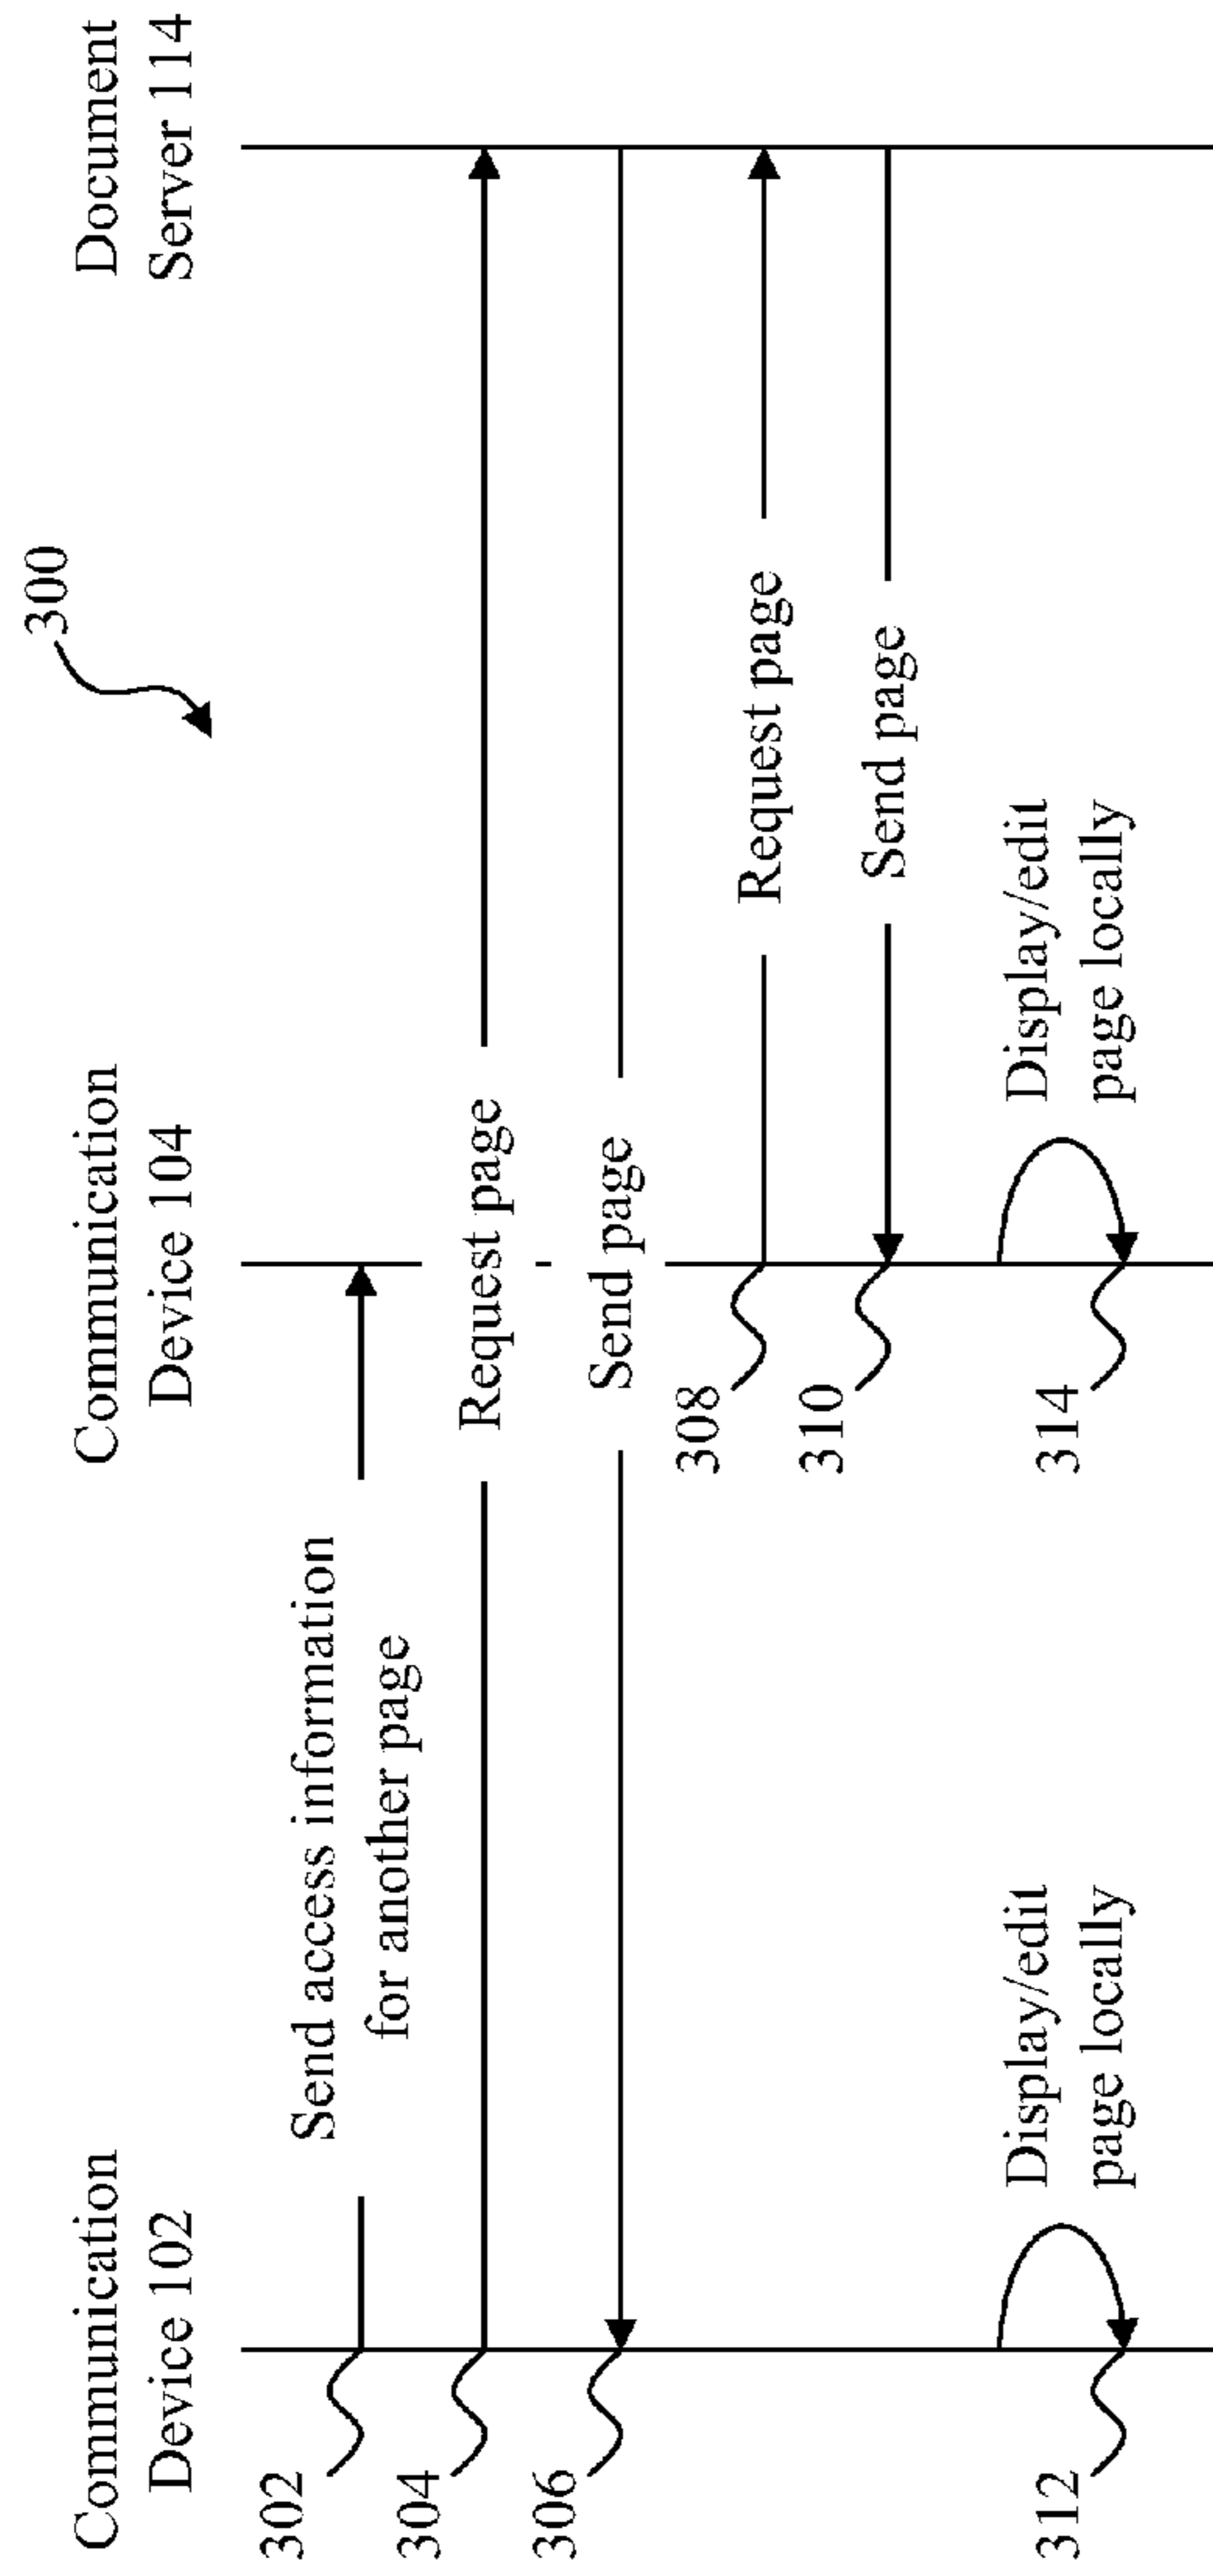 300
Communication
Device 102
Communication
Device 104
Document
Server 114
302
Send access information
for another page
304
Request page
306
Send page
308
Request page
310
Send page
312
Display/edit
page locally
314
Display/edit
page locally